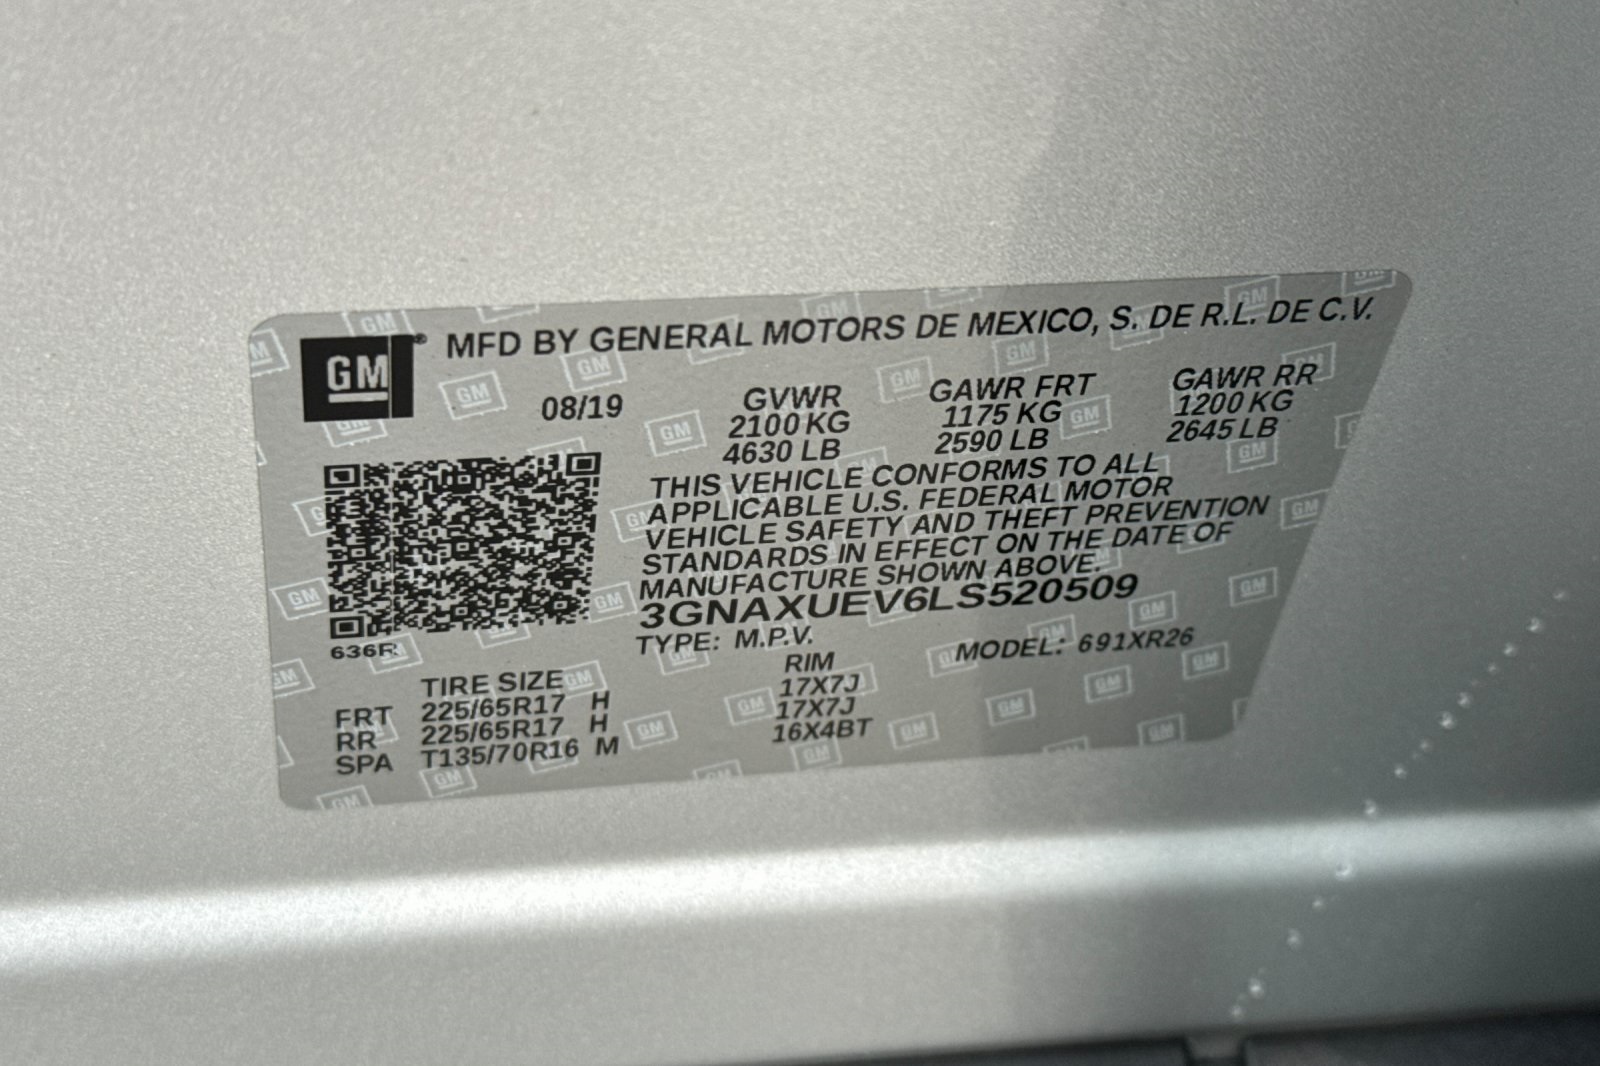 GM® MFD BY GENERAL MOTORS DE MEXICO, S. DE R.L. DE C.V.
08/19 GVWR GAWR FRT GAWR RR
2100 KG 1175 KG 1200 KG
4630 LB 2590 LB 2645 LB
THIS VEHICLE CONFORMS TO ALL
APPLICABLE U.S. FEDERAL MOTOR
VEHICLE SAFETY AND THEFT PREVENTION
STANDARDS IN EFFECT ON THE DATE OF
MANUFACTURE SHOWN ABOVE.
3GNAXUEV6LS520509
636R TYPE: M.P.V. MODEL: 691XR26
TIRE SIZE RIM
FRT 225/65R17 H 17X7J
RR 225/65R17 H 17X7J
SPA T135/70R16 M 16X4BT